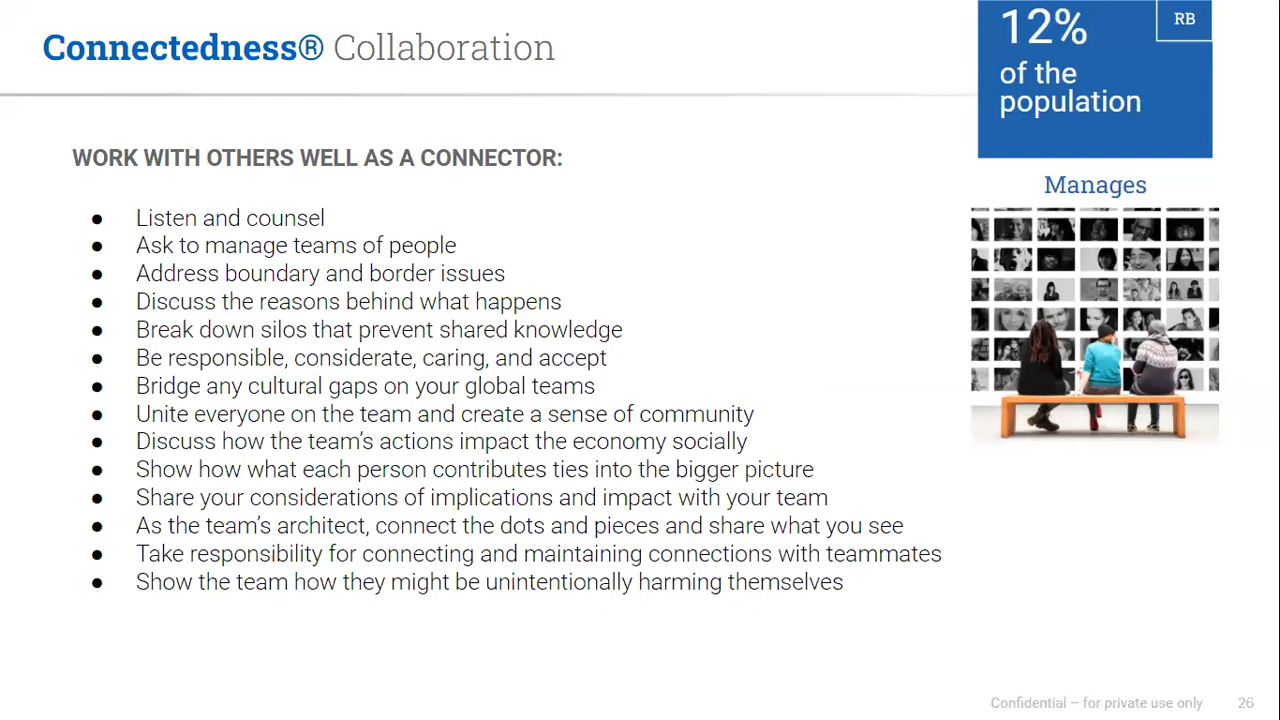 Connectedness® Collaboration
12%
RB
of the
population
WORK WITH OTHERS WELL AS A CONNECTOR:
Manages
● Listen and counsel
● Ask to manage teams of people
● Address boundary and border issues
● Discuss the reasons behind what happens
● Break down silos that prevent shared knowledge
● Be responsible, considerate, caring, and accept
● Bridge any cultural gaps on your global teams
● Unite everyone on the team and create a sense of community
● Discuss how the team’s actions impact the economy socially
● Show how what each person contributes ties into the bigger picture
● Share your considerations of implications and impact with your team
● As the team’s architect, connect the dots and pieces and share what you see
● Take responsibility for connecting and maintaining connections with teammates
● Show the team how they might be unintentionally harming themselves
Confidential – for private use only 26